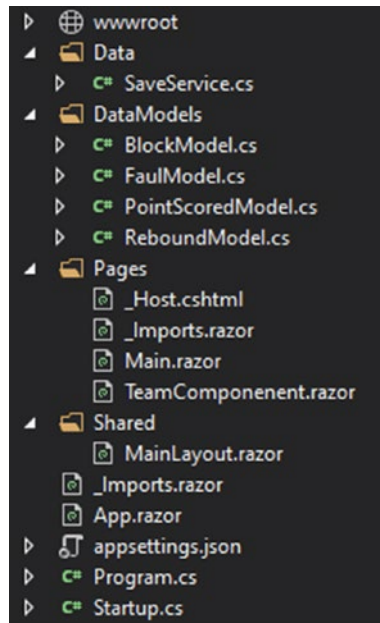 wwwroot
Data
C# SaveService.cs
DataModels
C# BlockModel.cs
C# FaulModel.cs
C# PointScoredModel.cs
C# ReboundModel.cs
Pages
_Host.cshtml
_Imports.razor
Main.razor
TeamComponenent.razor
Shared
MainLayout.razor
_Imports.razor
App.razor
appsettings.json
C# Program.cs
C# Startup.cs